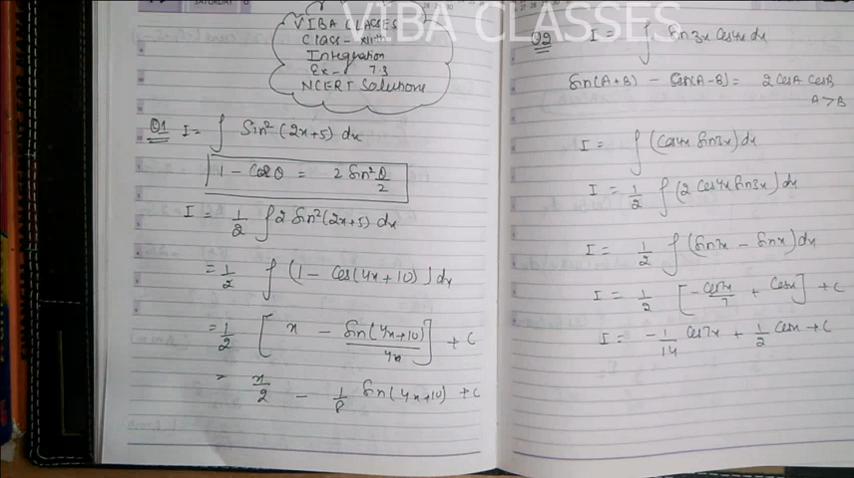 VIBA CLASSES
SATURDAY
VIBA CLASSES
Class - XIIth
Integration
Ex - 7.3
NCERT Solutions
Q1 I = ∫ Sin² (2x+5) dx
1 - Cosθ = 2 Sin² θ/2
I = 1/2 ∫ 2 Sin² (2x+5) dx
= 1/2 ∫ (1 - Cos(4x+10)) dx
= 1/2 [ x - Sin(4x+10)/4x ] + C
= x/2 - 1/8 Sin(4x+10) + C
Q2 I = ∫ Sin3x Cos4x dx
Sin(A+B) - Sin(A-B) = 2 CosA CosB
A > B
I = ∫ (Cos4x Sin3x) dx
I = 1/2 ∫ (2 Cos4x Sin3x) dx
I = 1/2 ∫ (Sin7x - Sinx) dx
I = 1/2 [ -Cos7x/7 + Cosx ] + C
I = -1/14 Cos7x + 1/2 Cosx + C